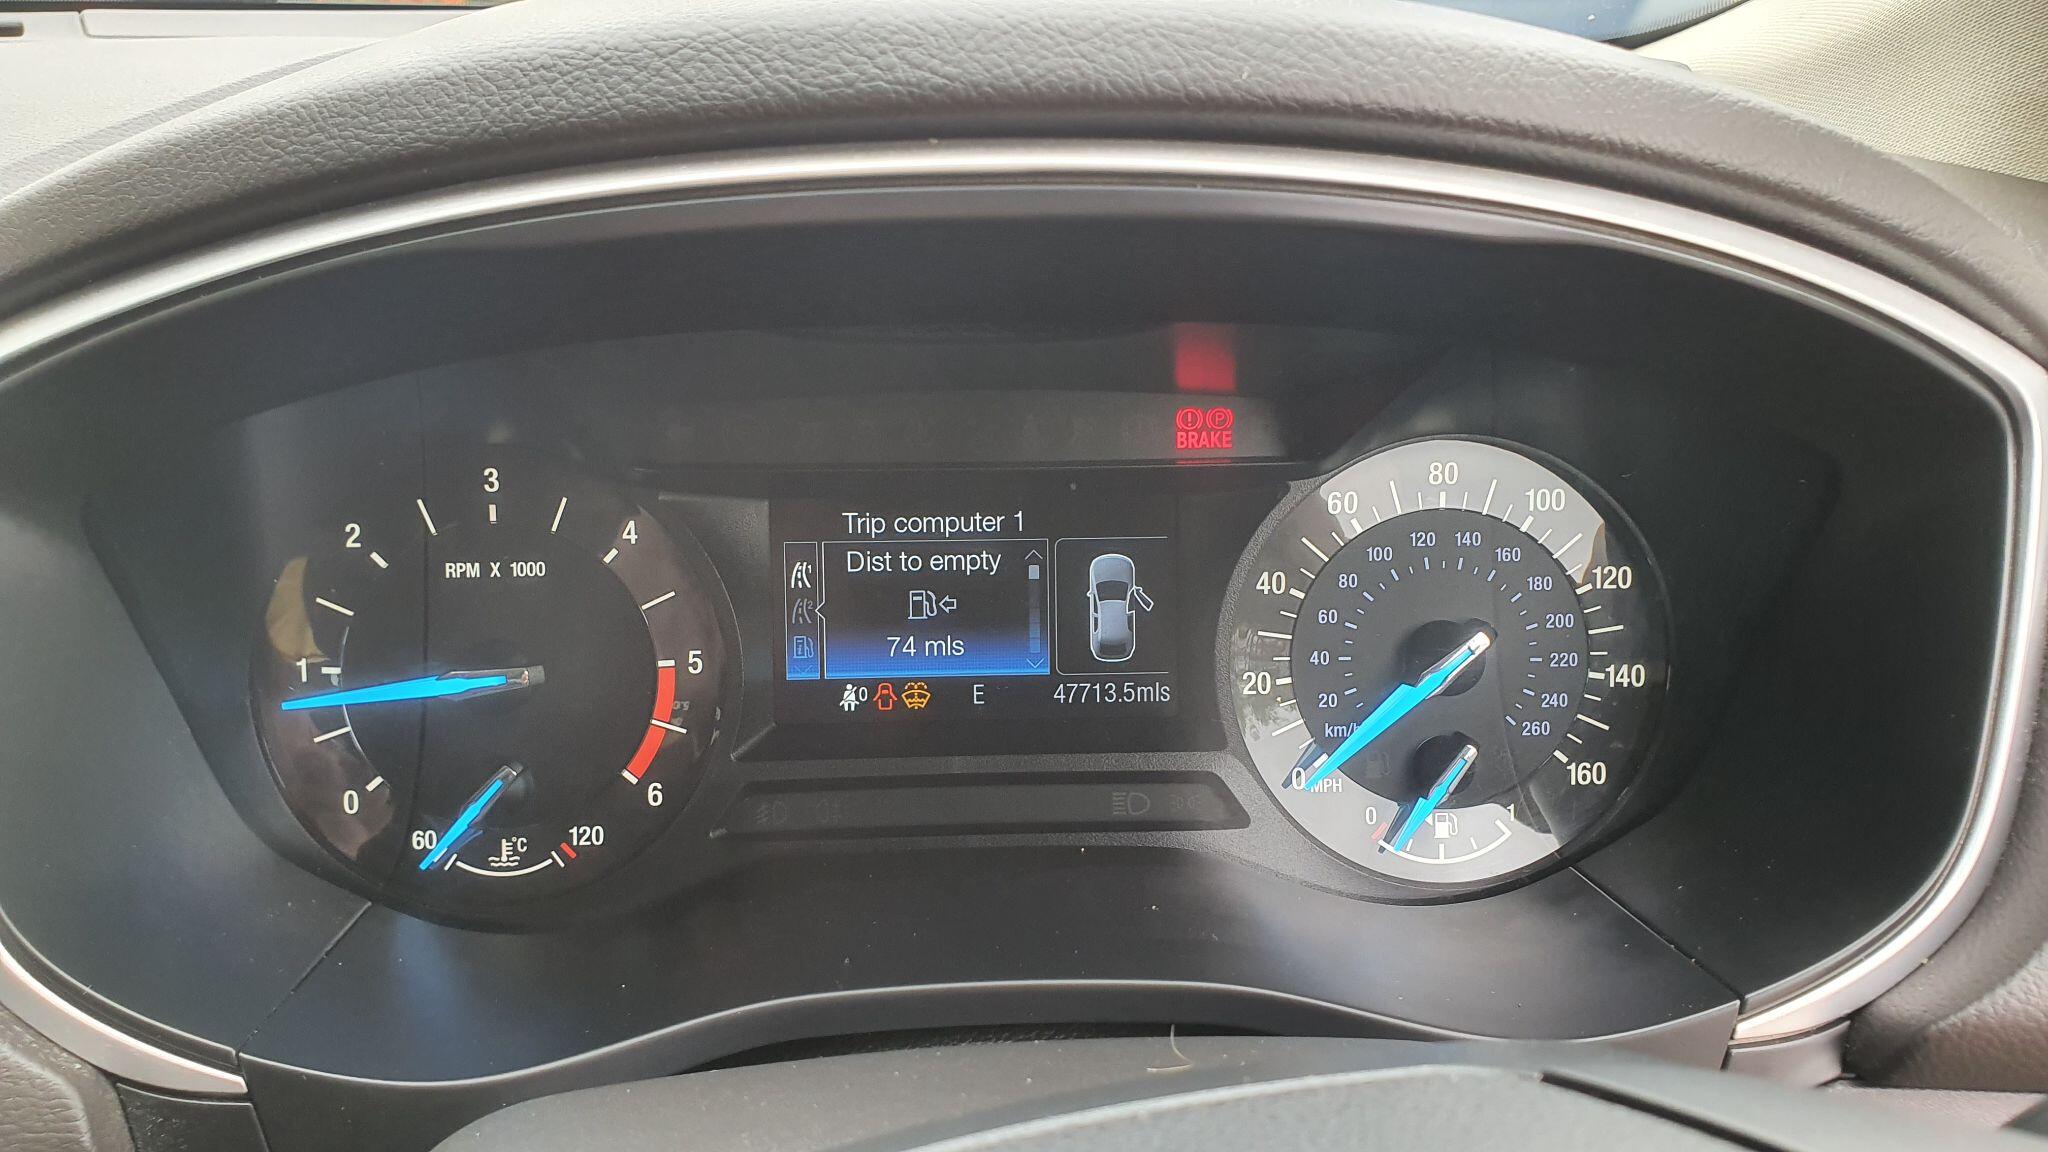 BRAKE
Trip computer 1
Dist to empty
74 mls
0 E 47713.5mls
0 1 2 3 4 5 6
RPM X 1000
60 °C 120
0 20 40 60 80 100 120 140 160
MPH
20 40 60 80 100 120 140 160 180 200 220 240 260
km/h
0 1